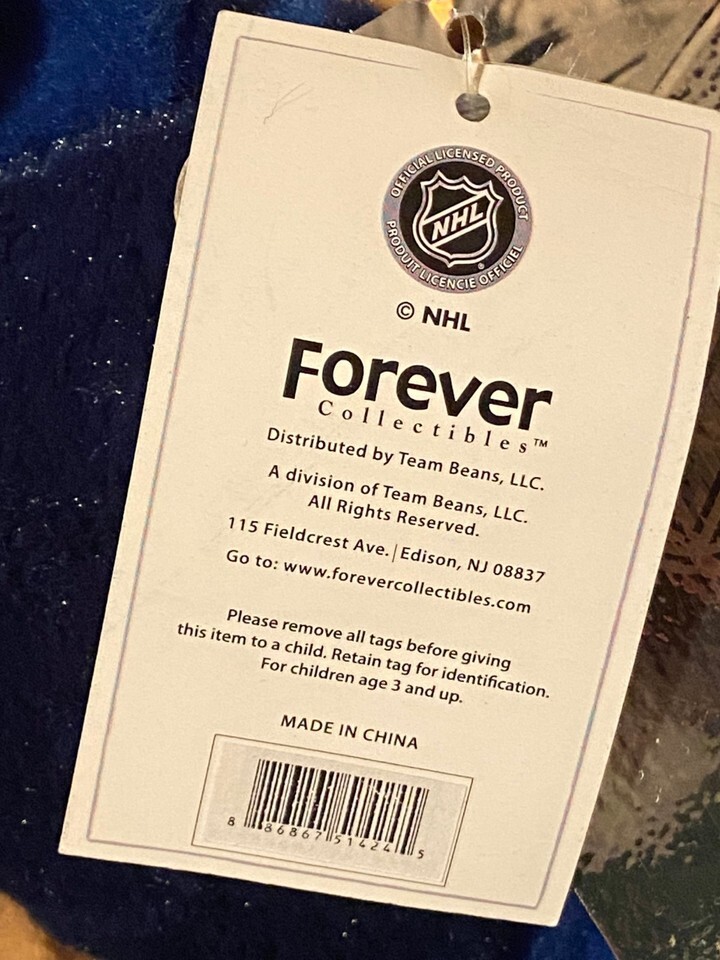 OFFICIAL LICENSED PRODUCT
NHL
®
PRODUIT LICENCIE OFFICIEL
© NHL
Forever
Collectibles™
Distributed by Team Beans, LLC.
A division of Team Beans, LLC.
All Rights Reserved.
115 Fieldcrest Ave. | Edison, NJ 08837
Go to: www.forevercollectibles.com
Please remove all tags before giving
this item to a child. Retain tag for identification.
For children age 3 and up.
MADE IN CHINA
8 86867 51424 5